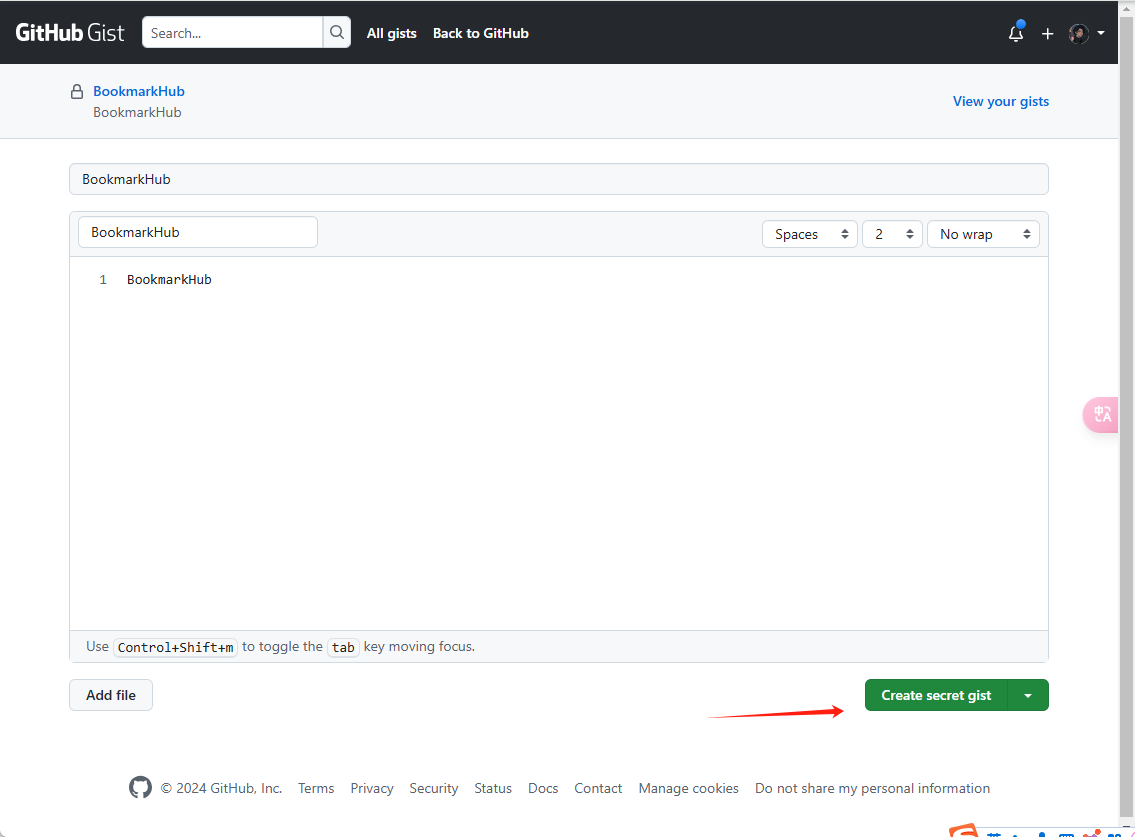 GitHub Gist Search... All gists Back to GitHub
BookmarkHub
BookmarkHub
View your gists
BookmarkHub
BookmarkHub Spaces 2 No wrap
1 BookmarkHub
中A
Use Control+Shift+m to toggle the tab key moving focus.
Add file Create secret gist
© 2024 GitHub, Inc. Terms Privacy Security Status Docs Contact Manage cookies Do not share my personal information